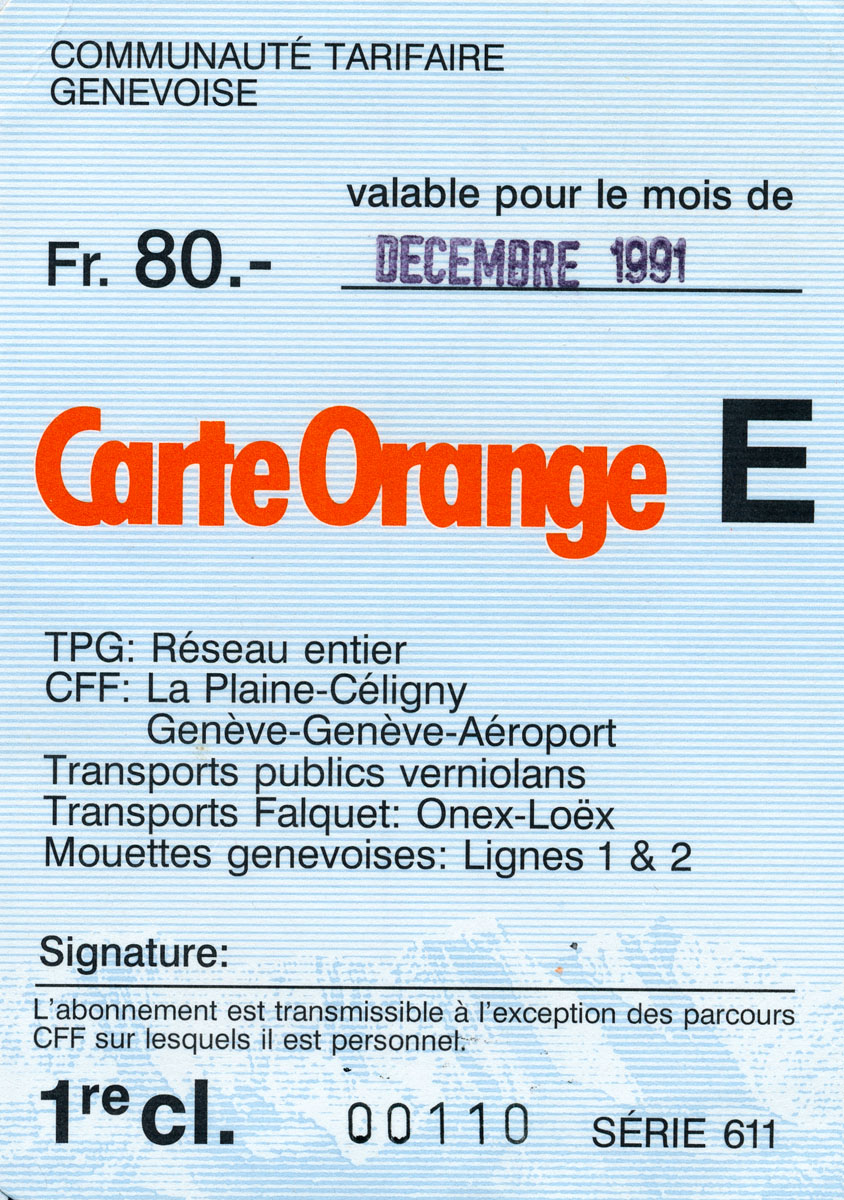 COMMUNAUTÉ TARIFAIRE
GENEVOISE
valable pour le mois de
Fr. 80.- DECEMBRE 1991
Carte Orange E
TPG: Réseau entier
CFF: La Plaine-Céligny
Genève-Genève-Aéroport
Transports publics verniolans
Transports Falquet: Onex-Loëx
Mouettes genevoises: Lignes 1 & 2
Signature:
L'abonnement est transmissible à l'exception des parcours
CFF sur lesquels il est personnel.
1re cl. 00110 SÉRIE 611